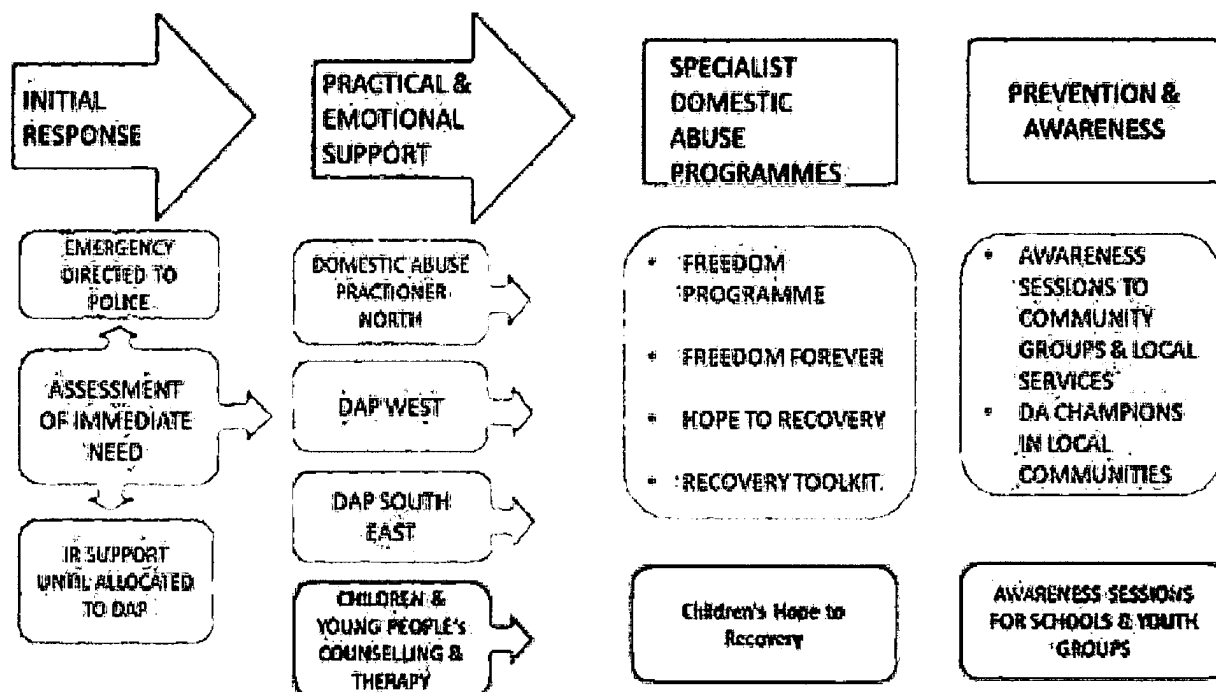 INITIAL
RESPONSE
EMERGENCY
DIRECTED TO
POLICE
ASSESSMENT
OF IMMEDIATE
NEED
IR SUPPORT
UNTIL ALLOCATED
TO DAP
PRACTICAL &
EMOTIONAL
SUPPORT
DOMESTIC ABUSE
PRACTIONER
NORTH
DAP WEST
DAP SOUTH
EAST
CHILDREN &
YOUNG PEOPLE's
COUNSELLING &
THERAPY
SPECIALIST
DOMESTIC
ABUSE
PROGRAMMES
• FREEDOM
PROGRAMME
• FREEDOM FOREVER
• HOPE TO RECOVERY
• RECOVERY TOOLKIT.
Children's Hope to
Recovery
PREVENTION &
AWARENESS
• AWARENESS
SESSIONS TO
COMMUNITY
GROUPS & LOCAL
SERVICES
• DA CHAMPIONS
IN LOCAL
COMMUNITIES
AWARENESS SESSIONS
FOR SCHOOLS & YOUTH
GROUPS